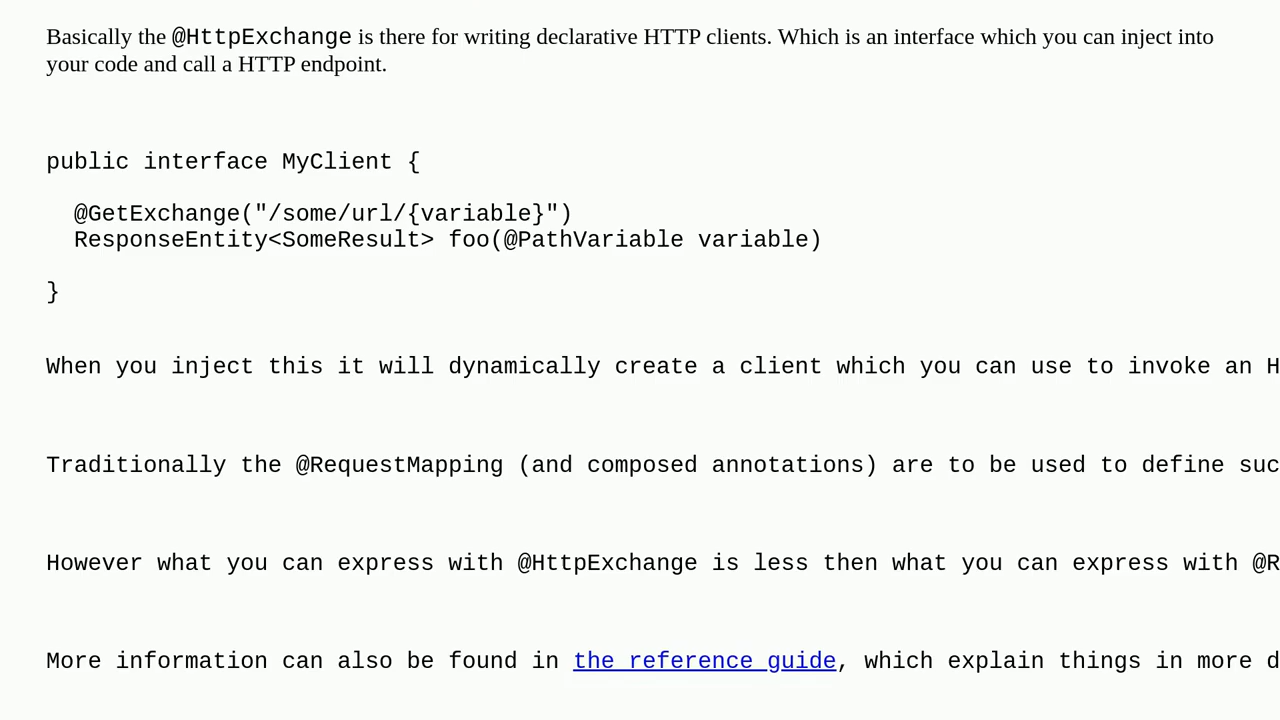 Basically the @HttpExchange is there for writing declarative HTTP clients. Which is an interface which you can inject into
your code and call a HTTP endpoint.
public interface MyClient {
@GetExchange("/some/url/{variable}")
ResponseEntity<SomeResult> foo(@PathVariable variable)
}
When you inject this it will dynamically create a client which you can use to invoke an H
Traditionally the @RequestMapping (and composed annotations) are to be used to define suc
However what you can express with @HttpExchange is less then what you can express with @R
More information can also be found in the reference guide, which explain things in more d